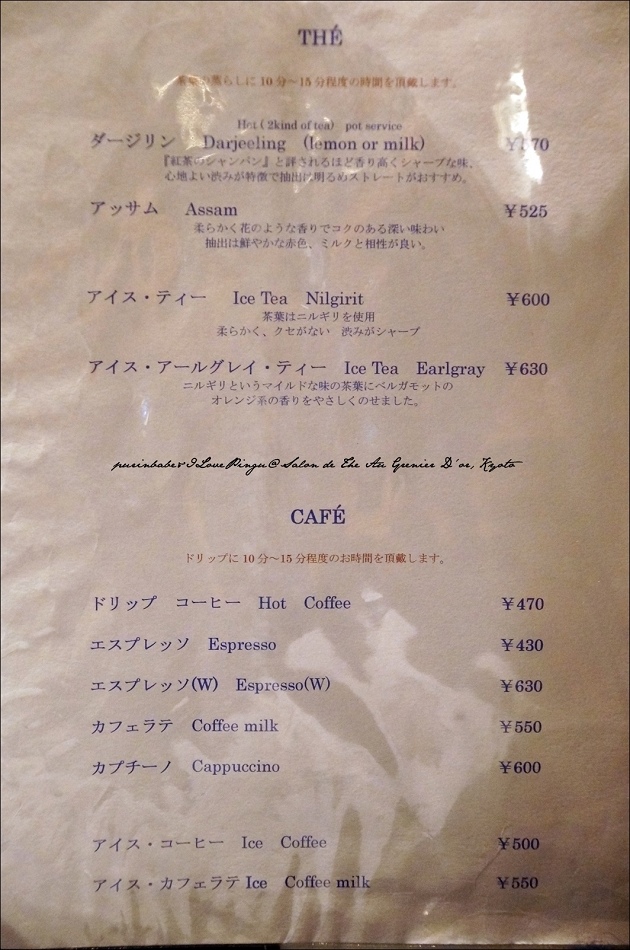 THÉ
茶葉の蒸らしに 10 分～15 分程度の時間を頂戴します。
Hot ( 2kind of tea) pot service
ダージリン Darjeeling (lemon or milk)
『紅茶のシャンパン』と評されるほど香り高くシャープな味、
心地よい渋みが特徴で抽出は明るめストレートがおすすめ。
アッサム Assam ￥525
柔らかく花のような香りでコクのある深い味わい
抽出は鮮やかな赤色、ミルクと相性が良い。
アイス・ティー Ice Tea Nilgirit ￥600
茶葉はニルギリを使用
柔らかく、クセがない 渋みがシャープ
アイス・アールグレイ・ティー Ice Tea Earlgray ￥630
ニルギリというマイルドな味の茶葉にベルガモットの
オレンジ系の香りをやさしくのせました。
purinbabe&ILovePingu@Salon de The Au Grenier D'or, Kyoto
CAFÉ
ドリップに 10 分～15 分程度のお時間を頂戴します。
ドリップ コーヒー Hot Coffee ￥470
エスプレッソ Espresso ￥430
エスプレッソ(W) Espresso(W) ￥630
カフェラテ Coffee milk ￥550
カプチーノ Cappuccino ￥600
アイス・コーヒー Ice Coffee ￥500
アイス・カフェラテ Ice Coffee milk ￥550